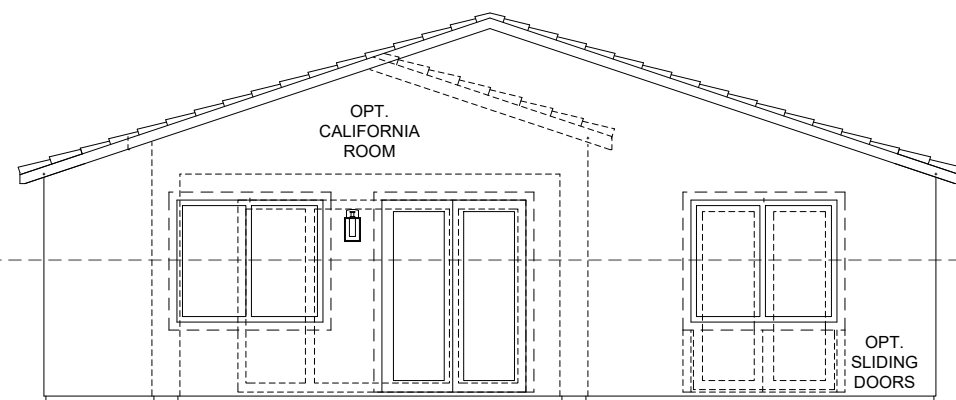 OPT.
CALIFORNIA
ROOM
OPT.
SLIDING
DOORS